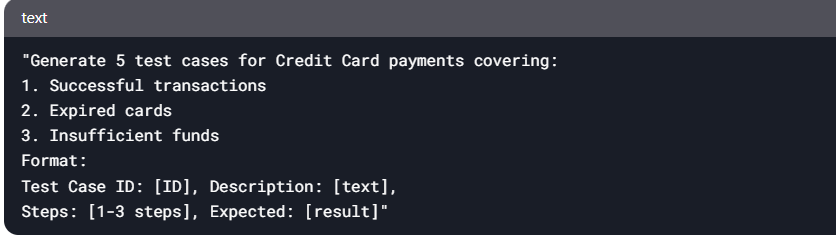 text
"Generate 5 test cases for Credit Card payments covering:
1. Successful transactions
2. Expired cards
3. Insufficient funds
Format:
Test Case ID: [ID], Description: [text],
Steps: [1-3 steps], Expected: [result]"